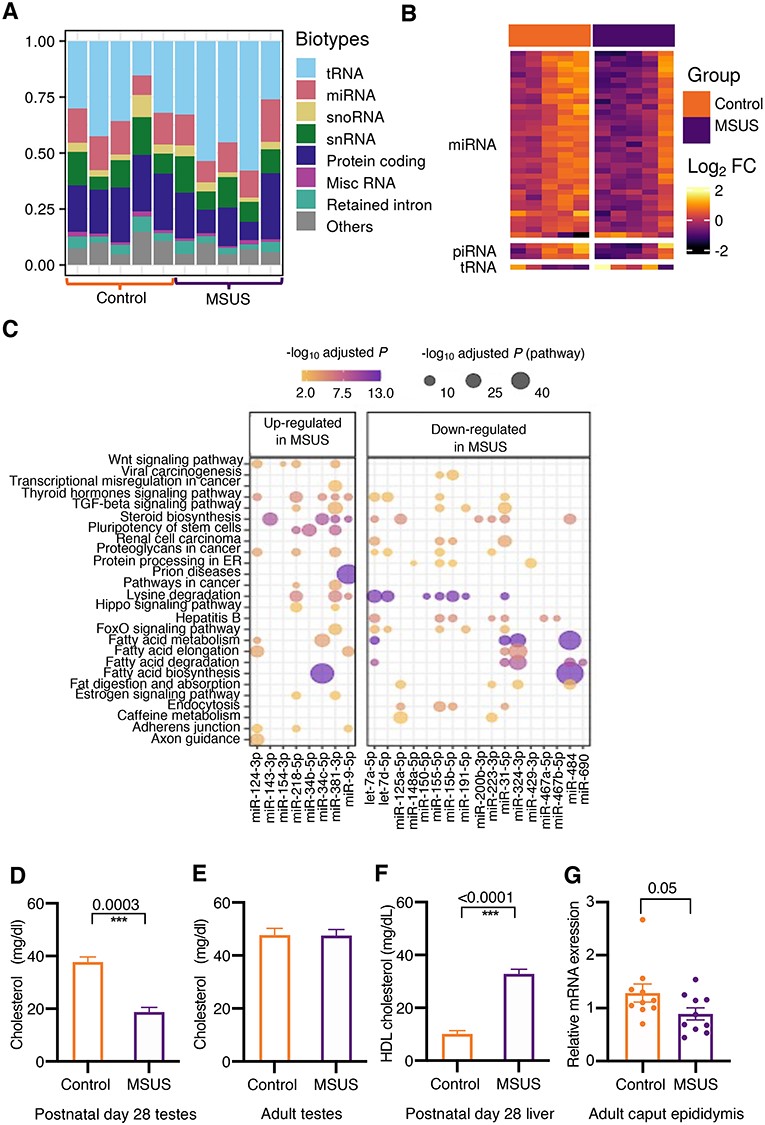 A
1.00
0.75
0.50
0.25
0.00
Control
MSUS
Biotypes
tRNA
miRNA
snoRNA
snRNA
Protein coding
Misc RNA
Retained intron
Others
B
miRNA
piRNA
tRNA
Group
Control
MSUS
Log2 FC
2
0
-2
C
-log10 adjusted P
2.0 7.5 13.0
-log10 adjusted P (pathway)
10 25 40
Up-regulated
in MSUS
Down-regulated
in MSUS
Wnt signaling pathway
Viral carcinogenesis
Transcriptional misregulation in cancer
Thyroid hormones signaling pathway
TGF-beta signaling pathway
Steroid biosynthesis
Pluripotency of stem cells
Renal cell carcinoma
Proteoglycans in cancer
Protein processing in ER
Prion diseases
Pathways in cancer
Lysine degradation
Hippo signaling pathway
Hepatitis B
FoxO signaling pathway
Fatty acid metabolism
Fatty acid elongation
Fatty acid degradation
Fatty acid biosynthesis
Fat digestion and absorption
Estrogen signaling pathway
Endocytosis
Caffeine metabolism
Adherens junction
Axon guidance
miR-124-3p
miR-143-3p
miR-154-3p
miR-218-5p
miR-34b-5p
miR-34c-5p
miR-381-3p
miR-9-5p
let-7a-5p
let-7d-5p
miR-125a-5p
miR-148a-5p
miR-150-5p
miR-155-5p
miR-15b-5p
miR-191-5p
miR-200b-3p
miR-223-3p
miR-31-5p
miR-324-3p
miR-429-3p
miR-467a-5p
miR-467b-5p
miR-484
miR-690
D
Cholesterol (mg/dl)
60
40
20
0
0.0003
***
Control MSUS
Postnatal day 28 testes
E
Cholesterol (mg/dl)
60
40
20
0
Control MSUS
Adult testes
F
HDL cholesterol (mg/dL)
60
40
20
0
<0.0001
***
Control MSUS
Postnatal day 28 liver
G
Relative mRNA exression
3
2
1
0
0.05
Control MSUS
Adult caput epididymis